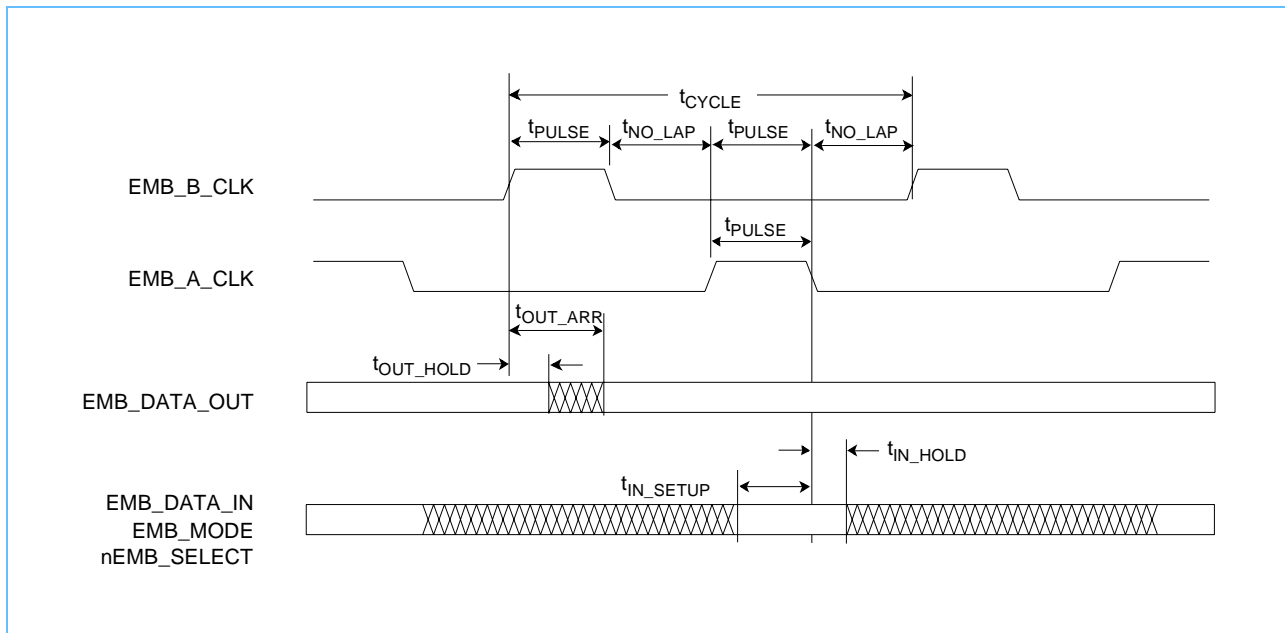 tCYCLE
tPULSE tNO_LAP tPULSE tNO_LAP
EMB_B_CLK
tPULSE
EMB_A_CLK
tOUT_ARR
tOUT_HOLD
EMB_DATA_OUT
tIN_HOLD
tIN_SETUP
EMB_DATA_IN
EMB_MODE
nEMB_SELECT